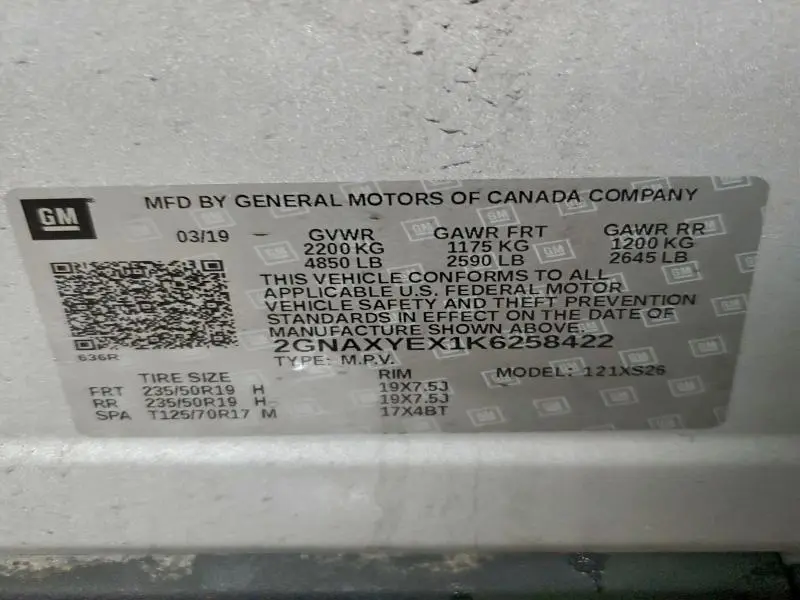 GM
MFD BY GENERAL MOTORS OF CANADA COMPANY
03/19 GVWR GAWR FRT GAWR RR
2200 KG 1175 KG 1200 KG
4850 LB 2590 LB 2645 LB
THIS VEHICLE CONFORMS TO ALL
APPLICABLE U.S. FEDERAL MOTOR
VEHICLE SAFETY AND THEFT PREVENTION
STANDARDS IN EFFECT ON THE DATE OF
MANUFACTURE SHOWN ABOVE.
2GNAXYEX1K6258422
636R
TYPE: M.P.V.
TIRE SIZE RIM MODEL: 121XS26
FRT 235/50R19 H 19X7.5J
RR 235/50R19 H 19X7.5J
SPA T125/70R17 M 17X4BT